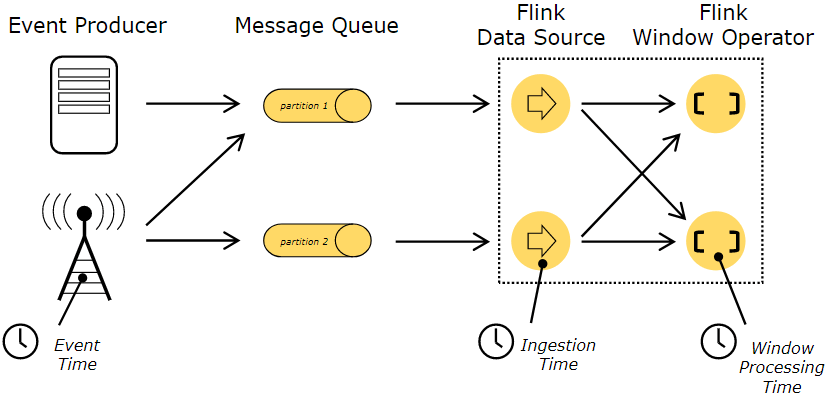 Event Producer
Message Queue
Flink
Data Source
Flink
Window Operator
partition 1
partition 2
Event
Time
Ingestion
Time
Window
Processing
Time